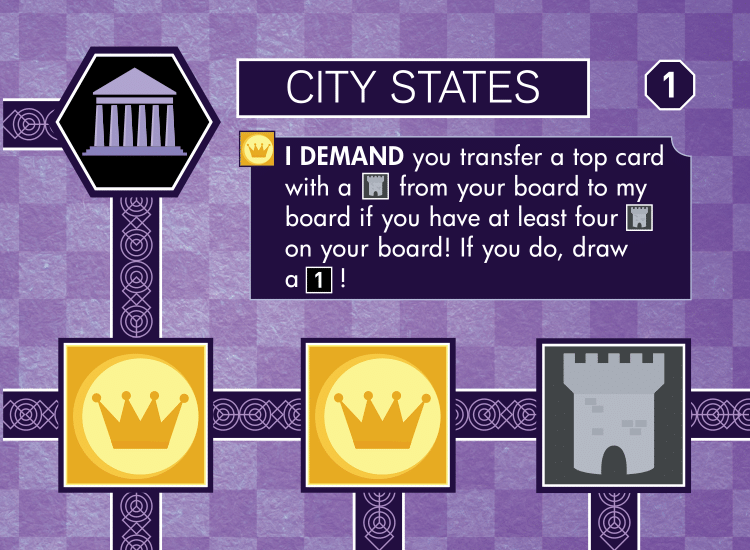 CITY STATES
1
I DEMAND you transfer a top card
with a from your board to my
board if you have at least four
on your board! If you do, draw
a 1 !